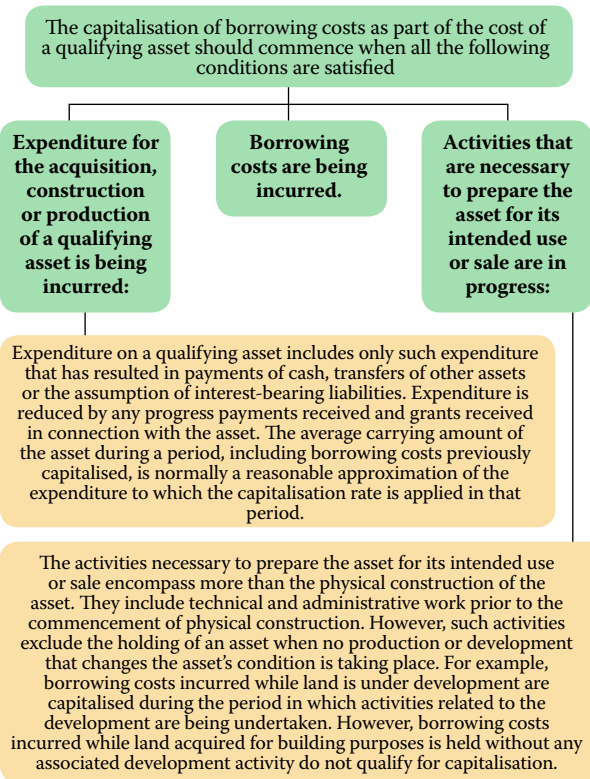 The capitalisation of borrowing costs as part of the cost of
a qualifying asset should commence when all the following
conditions are satisfied
Expenditure for
the acquisition,
construction
or production
of a qualifying
asset is being
incurred:
Borrowing
costs are being
incurred.
Activities that
are necessary
to prepare the
asset for its
intended use
or sale are in
progress:
Expenditure on a qualifying asset includes only such expenditure
that has resulted in payments of cash, transfers of other assets
or the assumption of interest-bearing liabilities. Expenditure is
reduced by any progress payments received and grants received
in connection with the asset. The average carrying amount of
the asset during a period, including borrowing costs previously
capitalised, is normally a reasonable approximation of the
expenditure to which the capitalisation rate is applied in that
period.
The activities necessary to prepare the asset for its intended use
or sale encompass more than the physical construction of the
asset. They include technical and administrative work prior to the
commencement of physical construction. However, such activities
exclude the holding of an asset when no production or development
that changes the asset’s condition is taking place. For example,
borrowing costs incurred while land is under development are
capitalised during the period in which activities related to the
development are being undertaken. However, borrowing costs
incurred while land acquired for building purposes is held without any
associated development activity do not qualify for capitalisation.